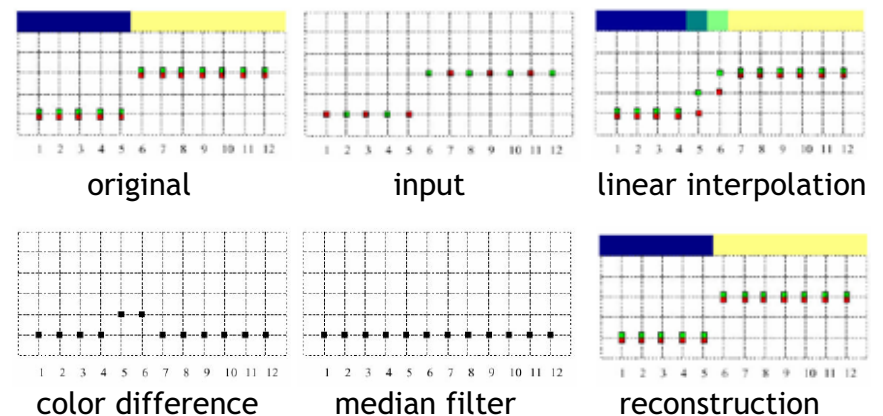 1 2 3 4 5 6 7 8 9 10 11 12
original
1 2 3 4 5 6 7 8 9 10 11 12
input
1 2 3 4 5 6 7 8 9 10 11 12
linear interpolation
1 2 3 4 5 6 7 8 9 10 11 12
color difference
1 2 3 4 5 6 7 8 9 10 11 12
median filter
1 2 3 4 5 6 7 8 9 10 11 12
reconstruction